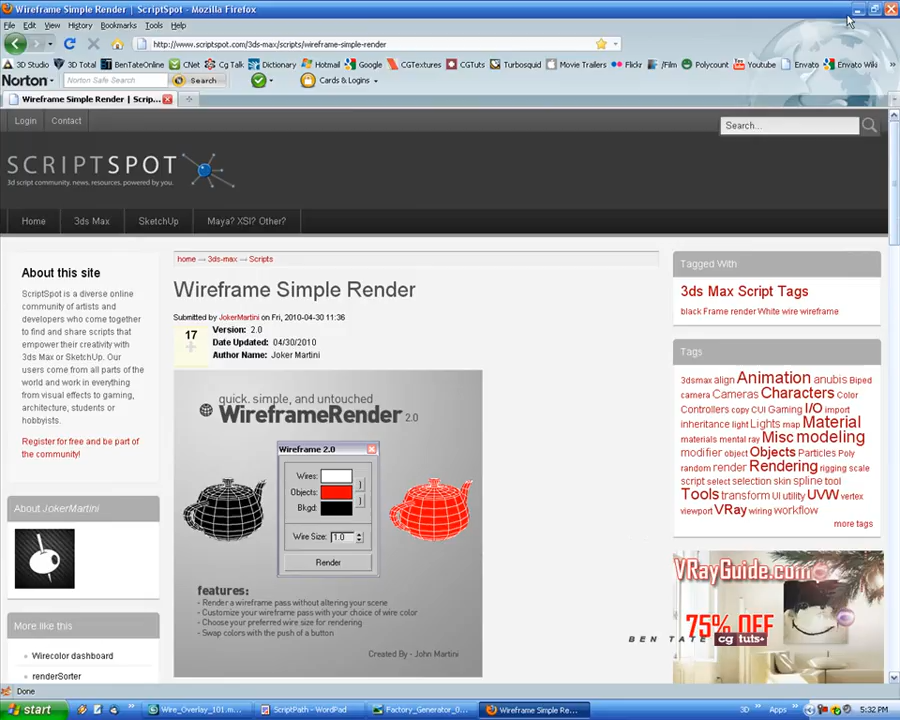 Wireframe Simple Render | ScriptSpot - Mozilla Firefox
File Edit View History Bookmarks Tools Help
http://www.scriptspot.com/3ds-max/scripts/wireframe-simple-render
3D Studio 3D Total BenTateOnline CNet Cg Talk Dictionary Hotmail Google CGTextures CGTuts Turbosquid Movie Trailers Flickr /Film Polycount Youtube Envato Envato Wiki
Norton Norton Safe Search Search Cards & Logins
Wireframe Simple Render | Scrip...
Login Contact
Search...
SCRIPTSPOT
3d script community. news. resources. powered by you.
Home 3ds Max SketchUp Maya? XSI? Other?
About this site
ScriptSpot is a diverse online
community of artists and
developers who come together
to find and share scripts that
empower their creativity with
3ds Max or SketchUp. Our
users come from all parts of the
world and work in everything
from visual effects to gaming,
architecture, students or
hobbyists.
Register for free and be part of
the community!
About JokerMartini
More like this
Wirecolor dashboard
renderSorter
home → 3ds-max → Scripts
Wireframe Simple Render
Submitted by JokerMartini on Fri, 2010-04-30 11:36
17
Version: 2.0
Date Updated: 04/30/2010
Author Name: Joker Martini
quick. simple, and untouched
WireframeRender 2.0
Wireframe 2.0
Wires:
Objects:
Bkgd:
Wire Size: 1.0
Render
features:
- Render a wireframe pass without altering your scene
- Customize your wireframe pass with your choice of wire color
- Choose your preferred wire size for rendering
- Swap colors with the push of a button
Created By - John Martini
Tagged With
3ds Max Script Tags
black Frame render White wire wireframe
Tags
3dsmax align Animation anubis Biped
camera Cameras Characters Color
Controllers copy CUI Gaming I/O import
inheritance light Lights map Material
materials mental ray Misc modeling
modifier object Objects Particles Poly
random render Rendering rigging scale
script select selection skin spline tool
Tools transform UI utility UVW vertex
viewport VRay wiring workflow
more tags
VRayGuide.com
75% OFF
BEN TATE cg tuts+
Done
start Wire_Overlay_101.m... ScriptPath - WordPad Factory_Generator_0... Wireframe Simple Re... 3D » Apps » 5:32 PM